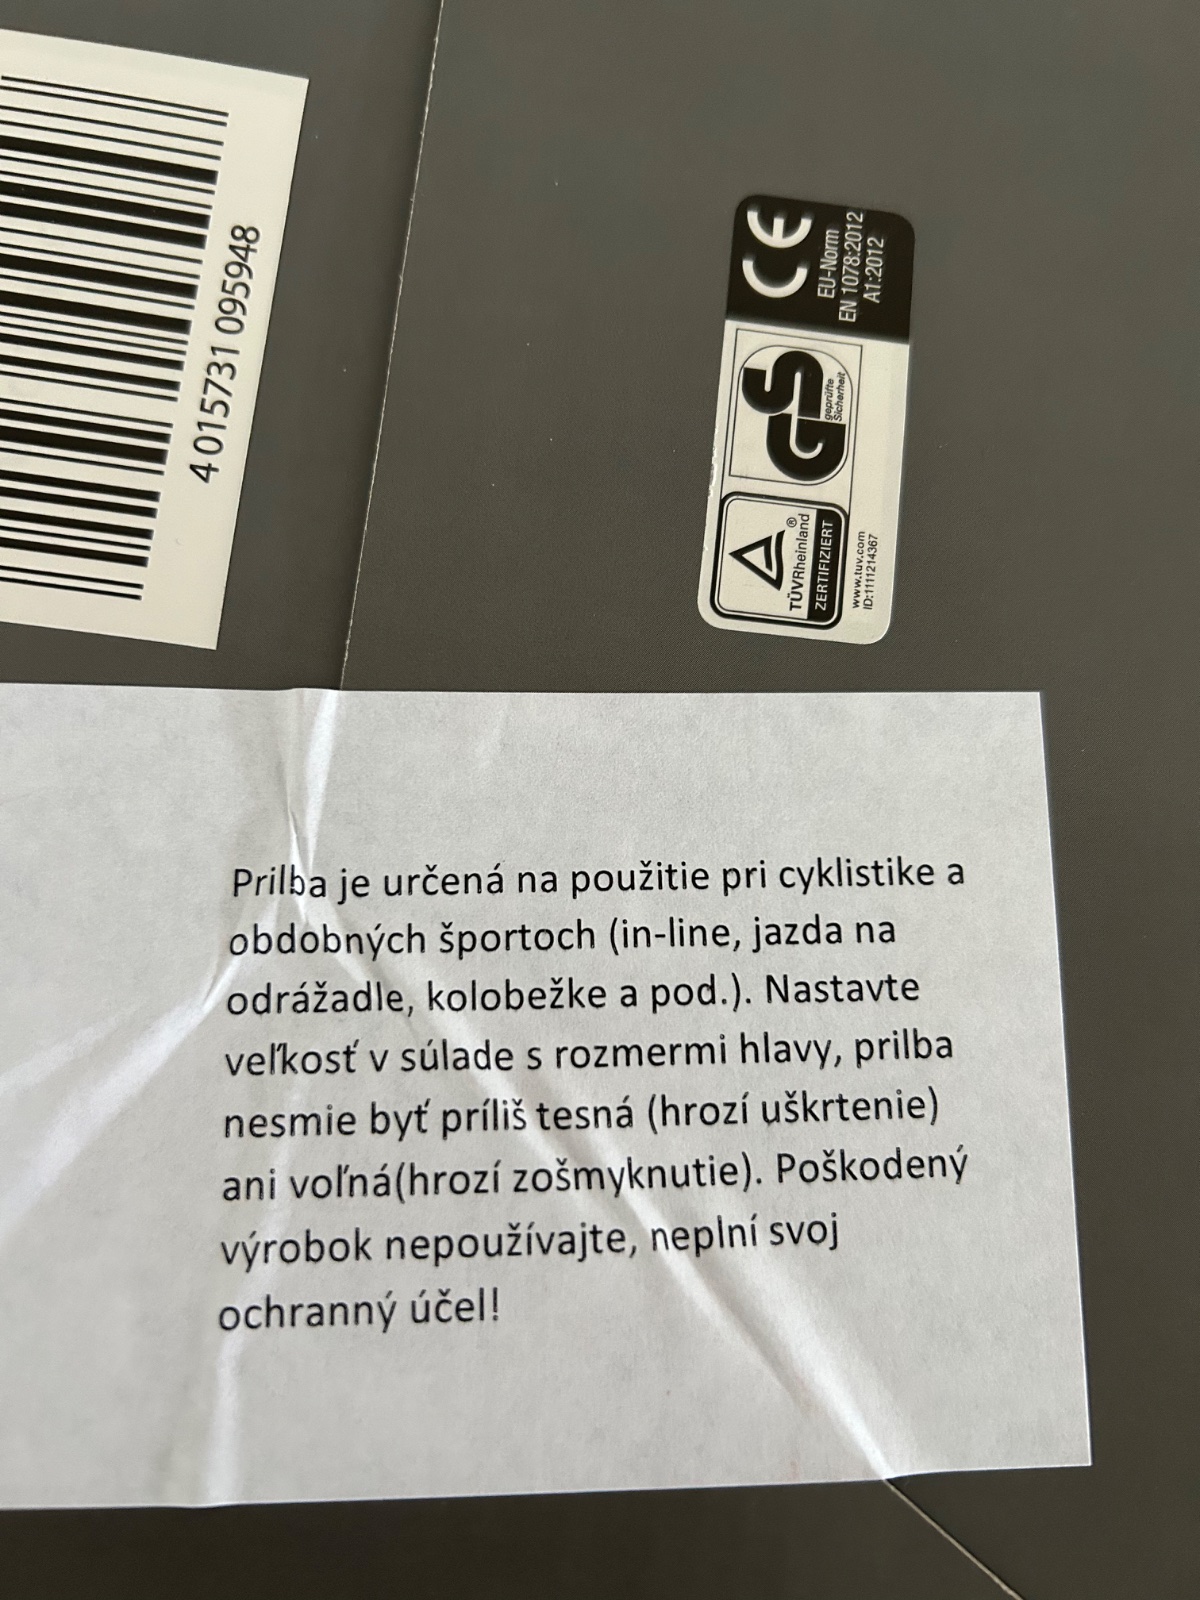 4 015731 095948
CE
EU-Norm
EN 1078:2012
A1:2012
GS
geprüfte
Sicherheit
TÜVRheinland®
ZERTIFIZIERT
www.tuv.com
ID:1111214367
Prilba je určená na použitie pri cyklistike a
obdobných športoch (in-line, jazda na
odrážadle, kolobežke a pod.). Nastavte
veľkosť v súlade s rozmermi hlavy, prilba
nesmie byť príliš tesná (hrozí uškrtenie)
ani voľná(hrozí zošmyknutie). Poškodený
výrobok nepoužívajte, neplní svoj
ochranný účel!